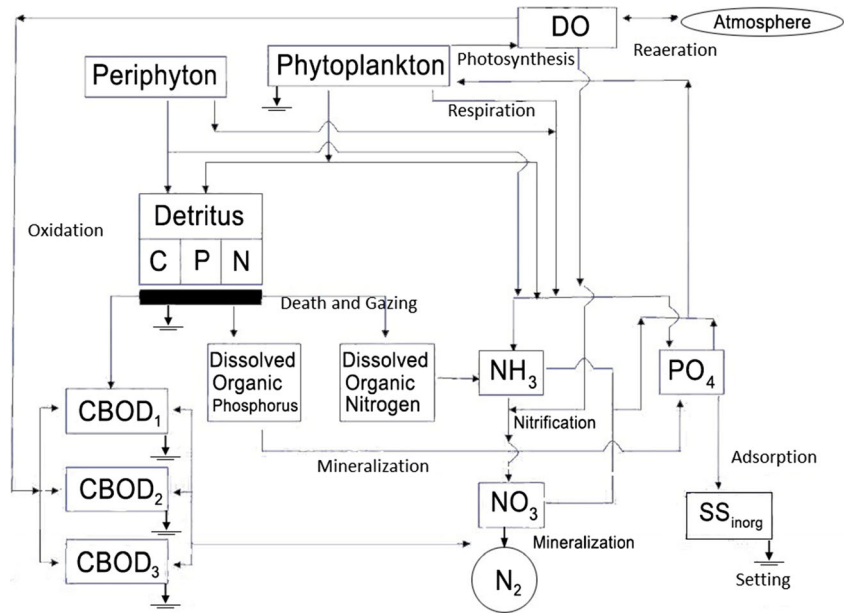 DO
Atmosphere
Photosynthesis
Reaeration
Periphyton
Phytoplankton
Respiration
Detritus
C P N
Oxidation
Death and Gazing
Dissolved
Organic
Phosphorus
Dissolved
Organic
Nitrogen
NH₃
PO₄
CBOD₁
Nitrification
Mineralization
Adsorption
CBOD₂
NO₃
SSinorg
Mineralization
CBOD₃
N₂
Setting